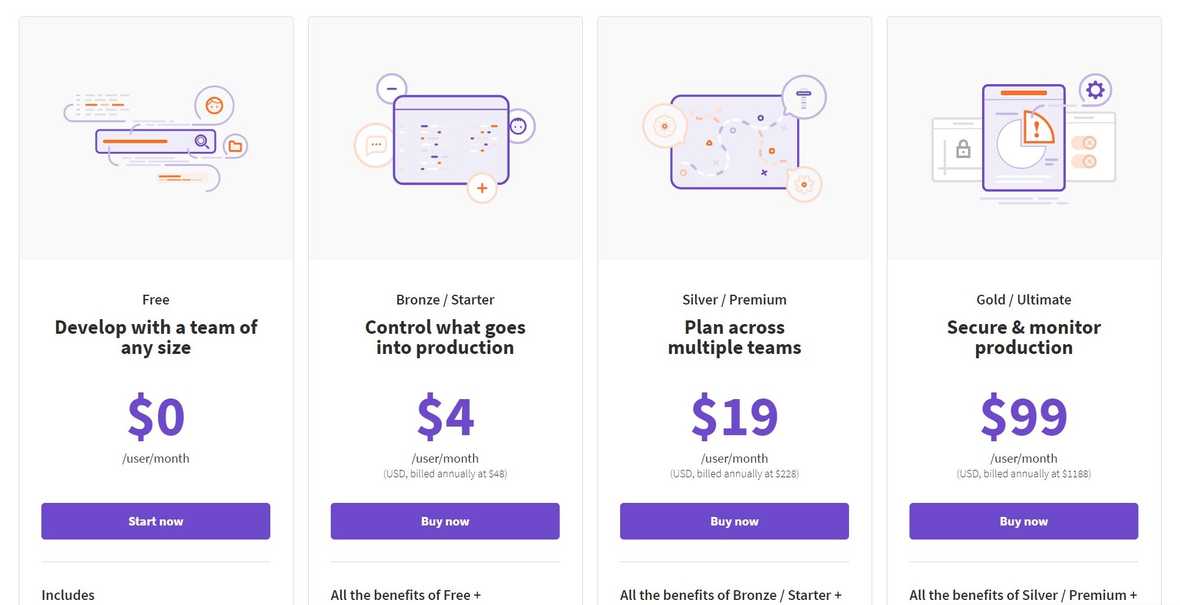 Free
Develop with a team of
any size
$0
/user/month
Start now
Includes
Bronze / Starter
Control what goes
into production
$4
/user/month
(USD, billed annually at $48)
Buy now
All the benefits of Free +
Silver / Premium
Plan across
multiple teams
$19
/user/month
(USD, billed annually at $228)
Buy now
All the benefits of Bronze / Starter +
Gold / Ultimate
Secure & monitor
production
$99
/user/month
(USD, billed annually at $1188)
Buy now
All the benefits of Silver / Premium +